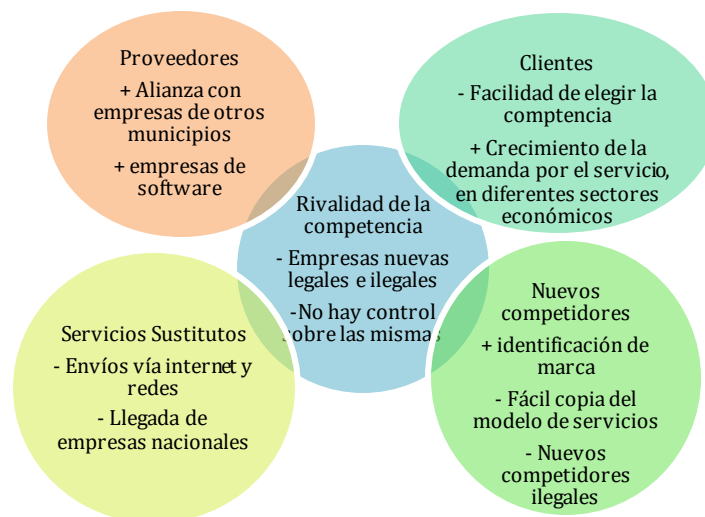 Proveedores
+ Alianza con
empresas de otros
municipios
+ empresas de
software
Clientes
- Facilidad de elegir la
comptencia
+ Crecimiento de la
demanda por el servicio,
en diferentes sectores
económicos
Rivalidad de la
competencia
- Empresas nuevas
legales e ilegales
-No hay control
sobre las mismas
Servicios Sustitutos
- Envíos vía internet y
redes
- Llegada de
empresas nacionales
Nuevos
competidores
+ identificación de
marca
- Fácil copia del
modelo de servicios
- Nuevos
competidores
ilegales